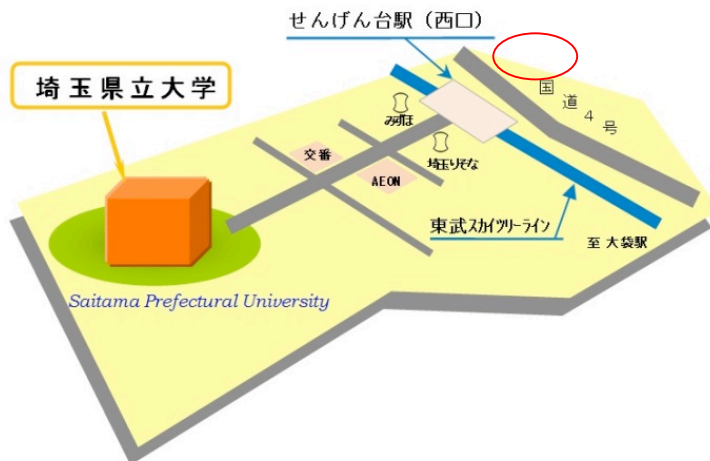 せんげん台駅（西口）
埼玉県立大学
国道4号
みずほ
交番
埼玉りそな
AEON
東武スカイツリーライン
至 大袋駅
Saitama Prefectural University